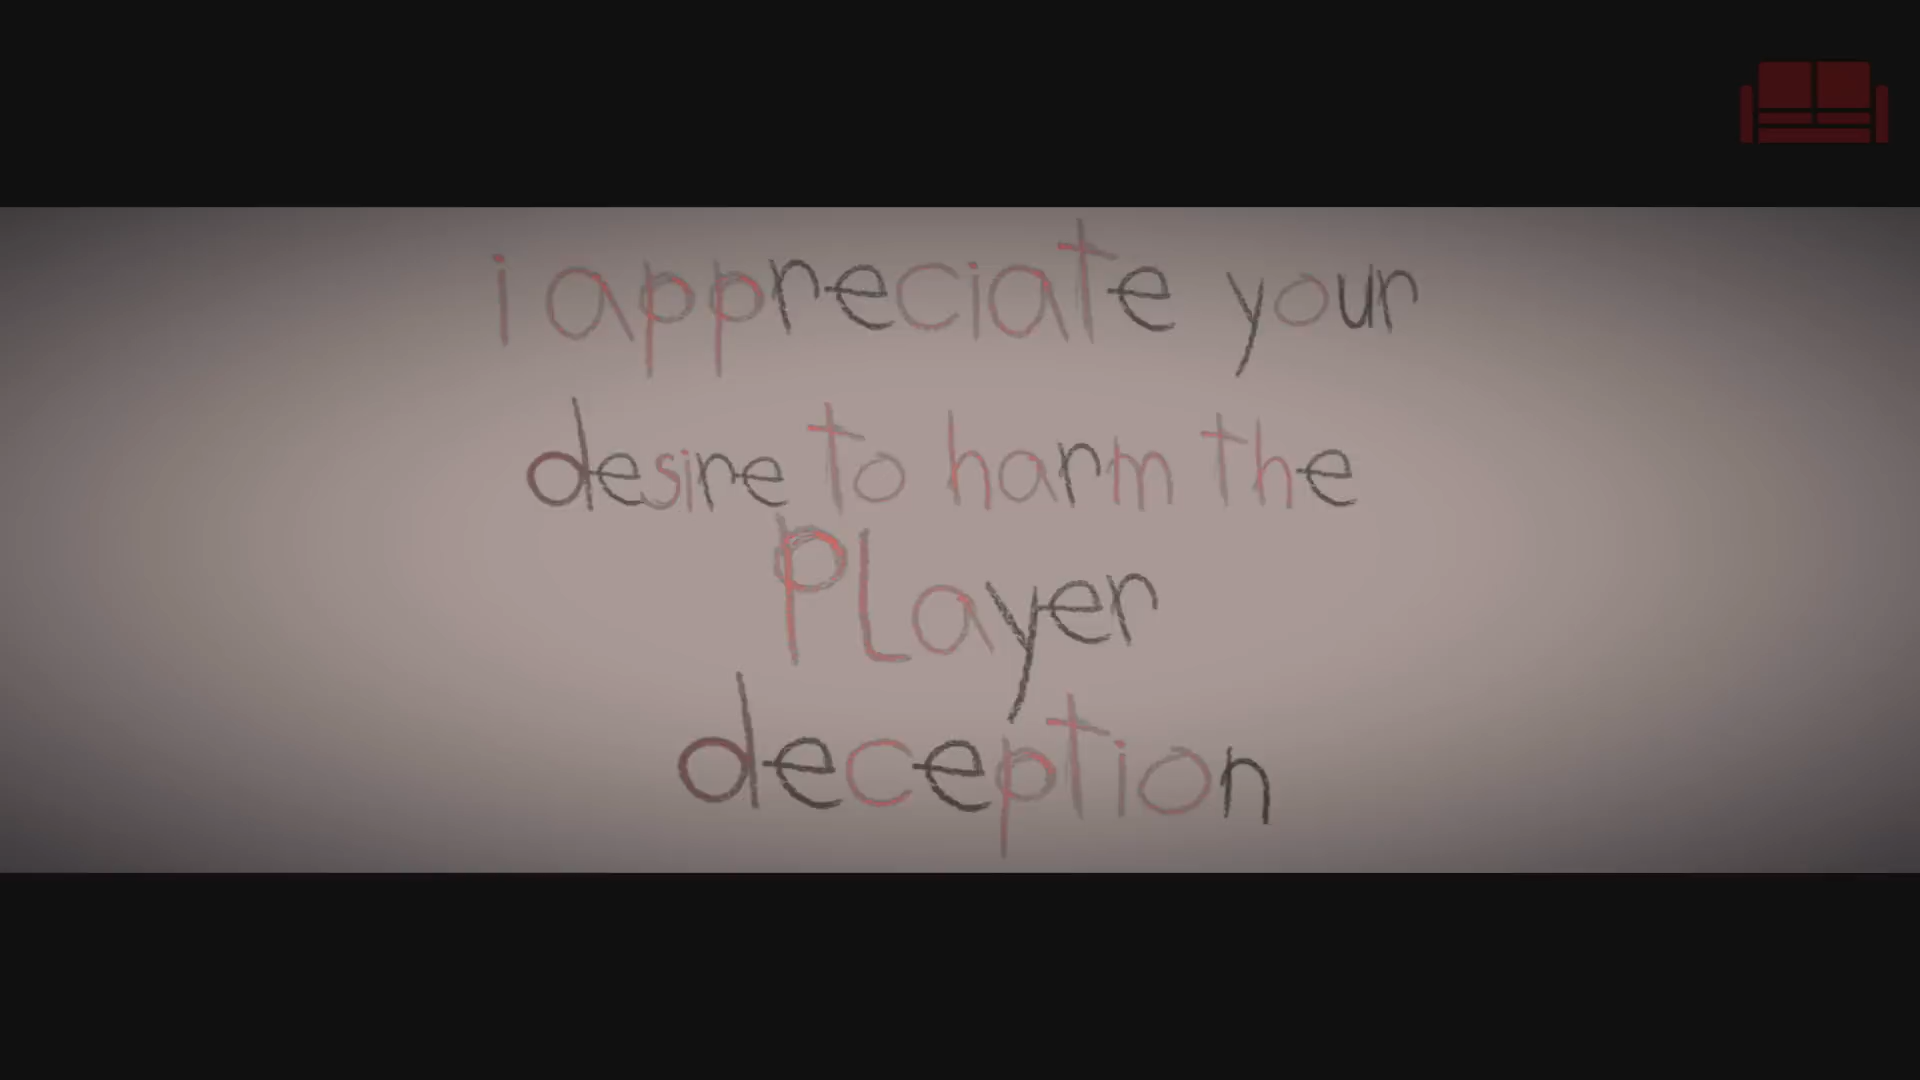 i appreciate your
desire to harm the
PLayer
deception